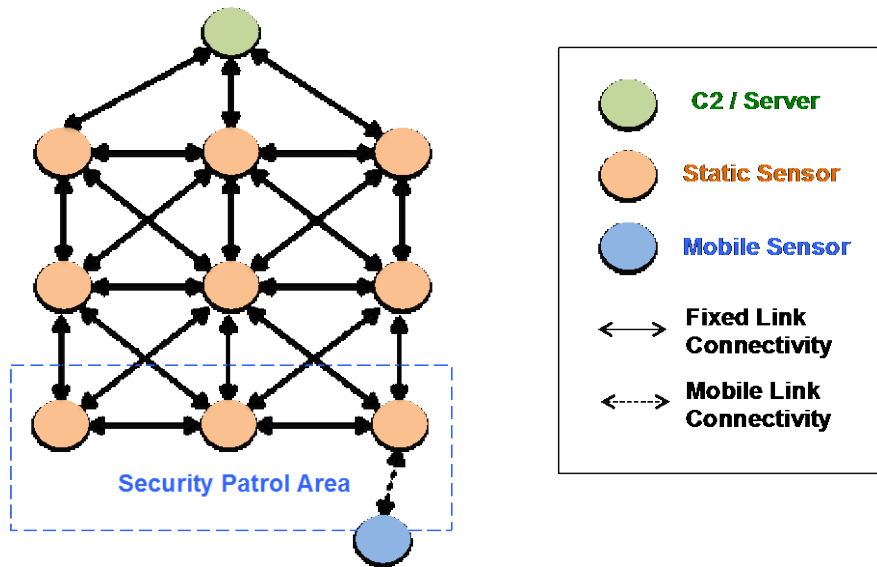 C2 / Server
Static Sensor
Mobile Sensor
Fixed Link
Connectivity
Mobile Link
Connectivity
Security Patrol Area